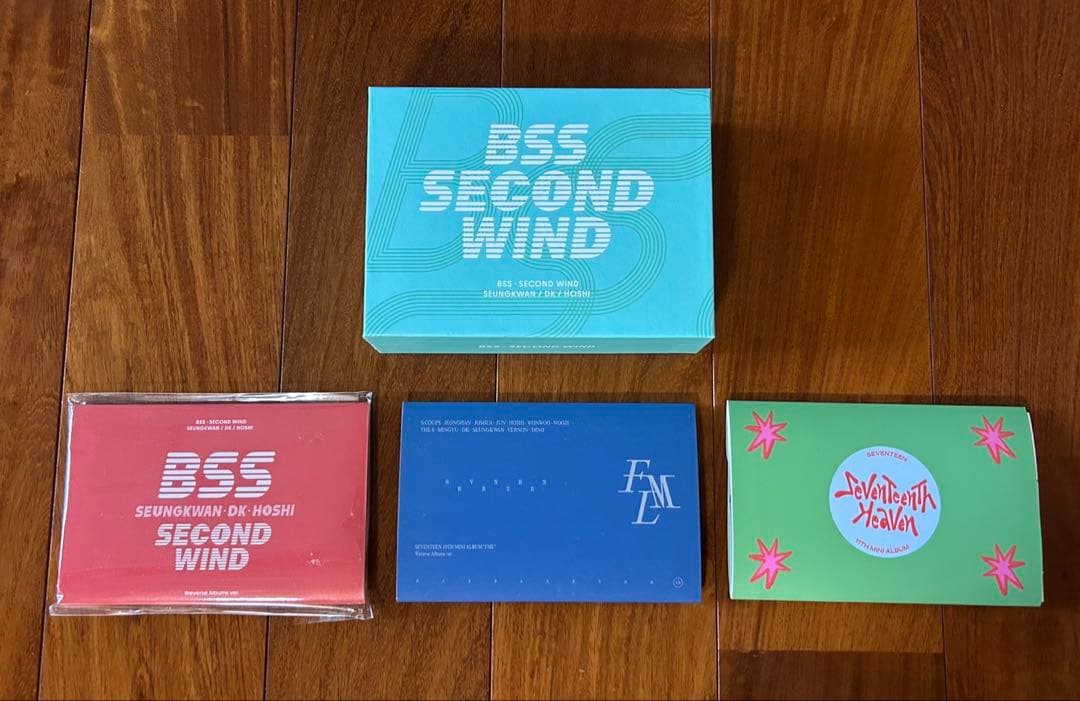 BSS
SECOND
WIND
BSS - SECOND WIND
SEUNGKWAN / DK / HOSHI
BSS - SECOND WIND
BSS - SECOND WIND
SEUNGKWAN / DK / HOSHI
BSS
SEUNGKWAN · DK · HOSHI
SECOND
WIND
Weverse Albums ver.
S.COUPS · JEONGHAN · JOSHUA · JUN · HOSHI · WONWOO · WOOZI
THE 8 · MINGYU · DK · SEUNGKWAN · VERNON · DINO
S V N E E N
E E T E
FML
SEVENTEEN 10TH MINI ALBUM 'FML'
Weverse Albums ver.
SEVENTEEN
SEVENTEENTH
HEAVEN
11TH MINI ALBUM